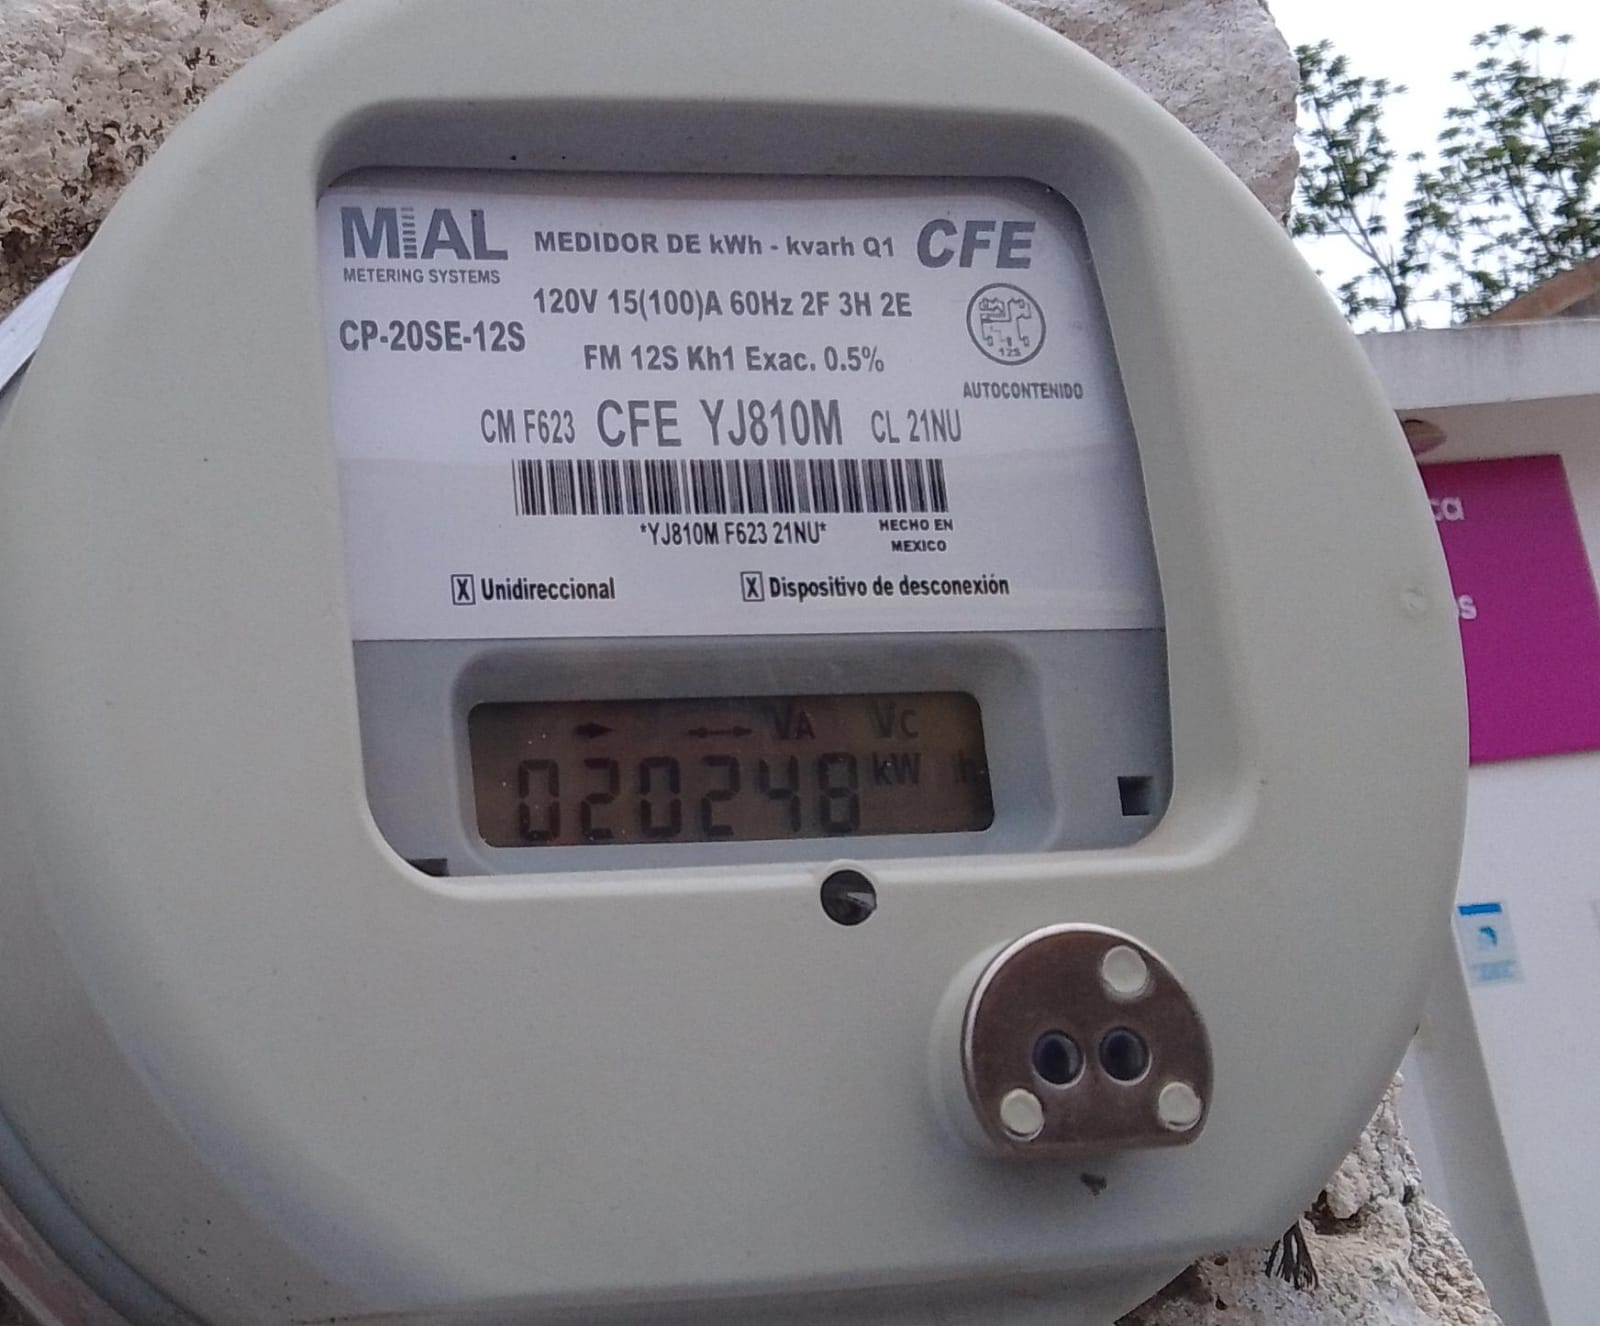 MIAL
METERING SYSTEMS
MEDIDOR DE kWh - kvarh Q1
CFE
120V 15(100)A 60Hz 2F 3H 2E
CP-20SE-12S
FM 12S Kh1 Exac. 0.5%
12S
AUTOCONTENIDO
CM F623 CFE YJ810M CL 21NU
*YJ810M F623 21NU*
HECHO EN
MEXICO
X Unidireccional
X Dispositivo de desconexión
VA VC
020248 kW h
ca
s